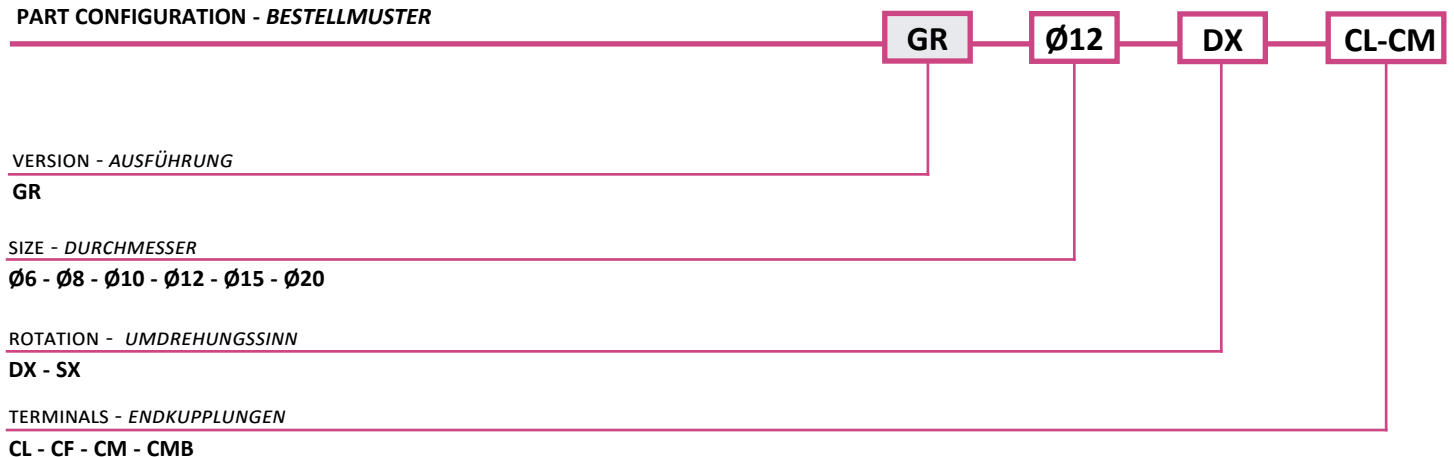 PART CONFIGURATION - BESTELLMUSTER
GR Ø12 DX CL-CM
VERSION - AUSFÜHRUNG
GR
SIZE - DURCHMESSER
Ø6 - Ø8 - Ø10 - Ø12 - Ø15 - Ø20
ROTATION - UMDREHUNGSSINN
DX - SX
TERMINALS - ENDKUPPLUNGEN
CL - CF - CM - CMB